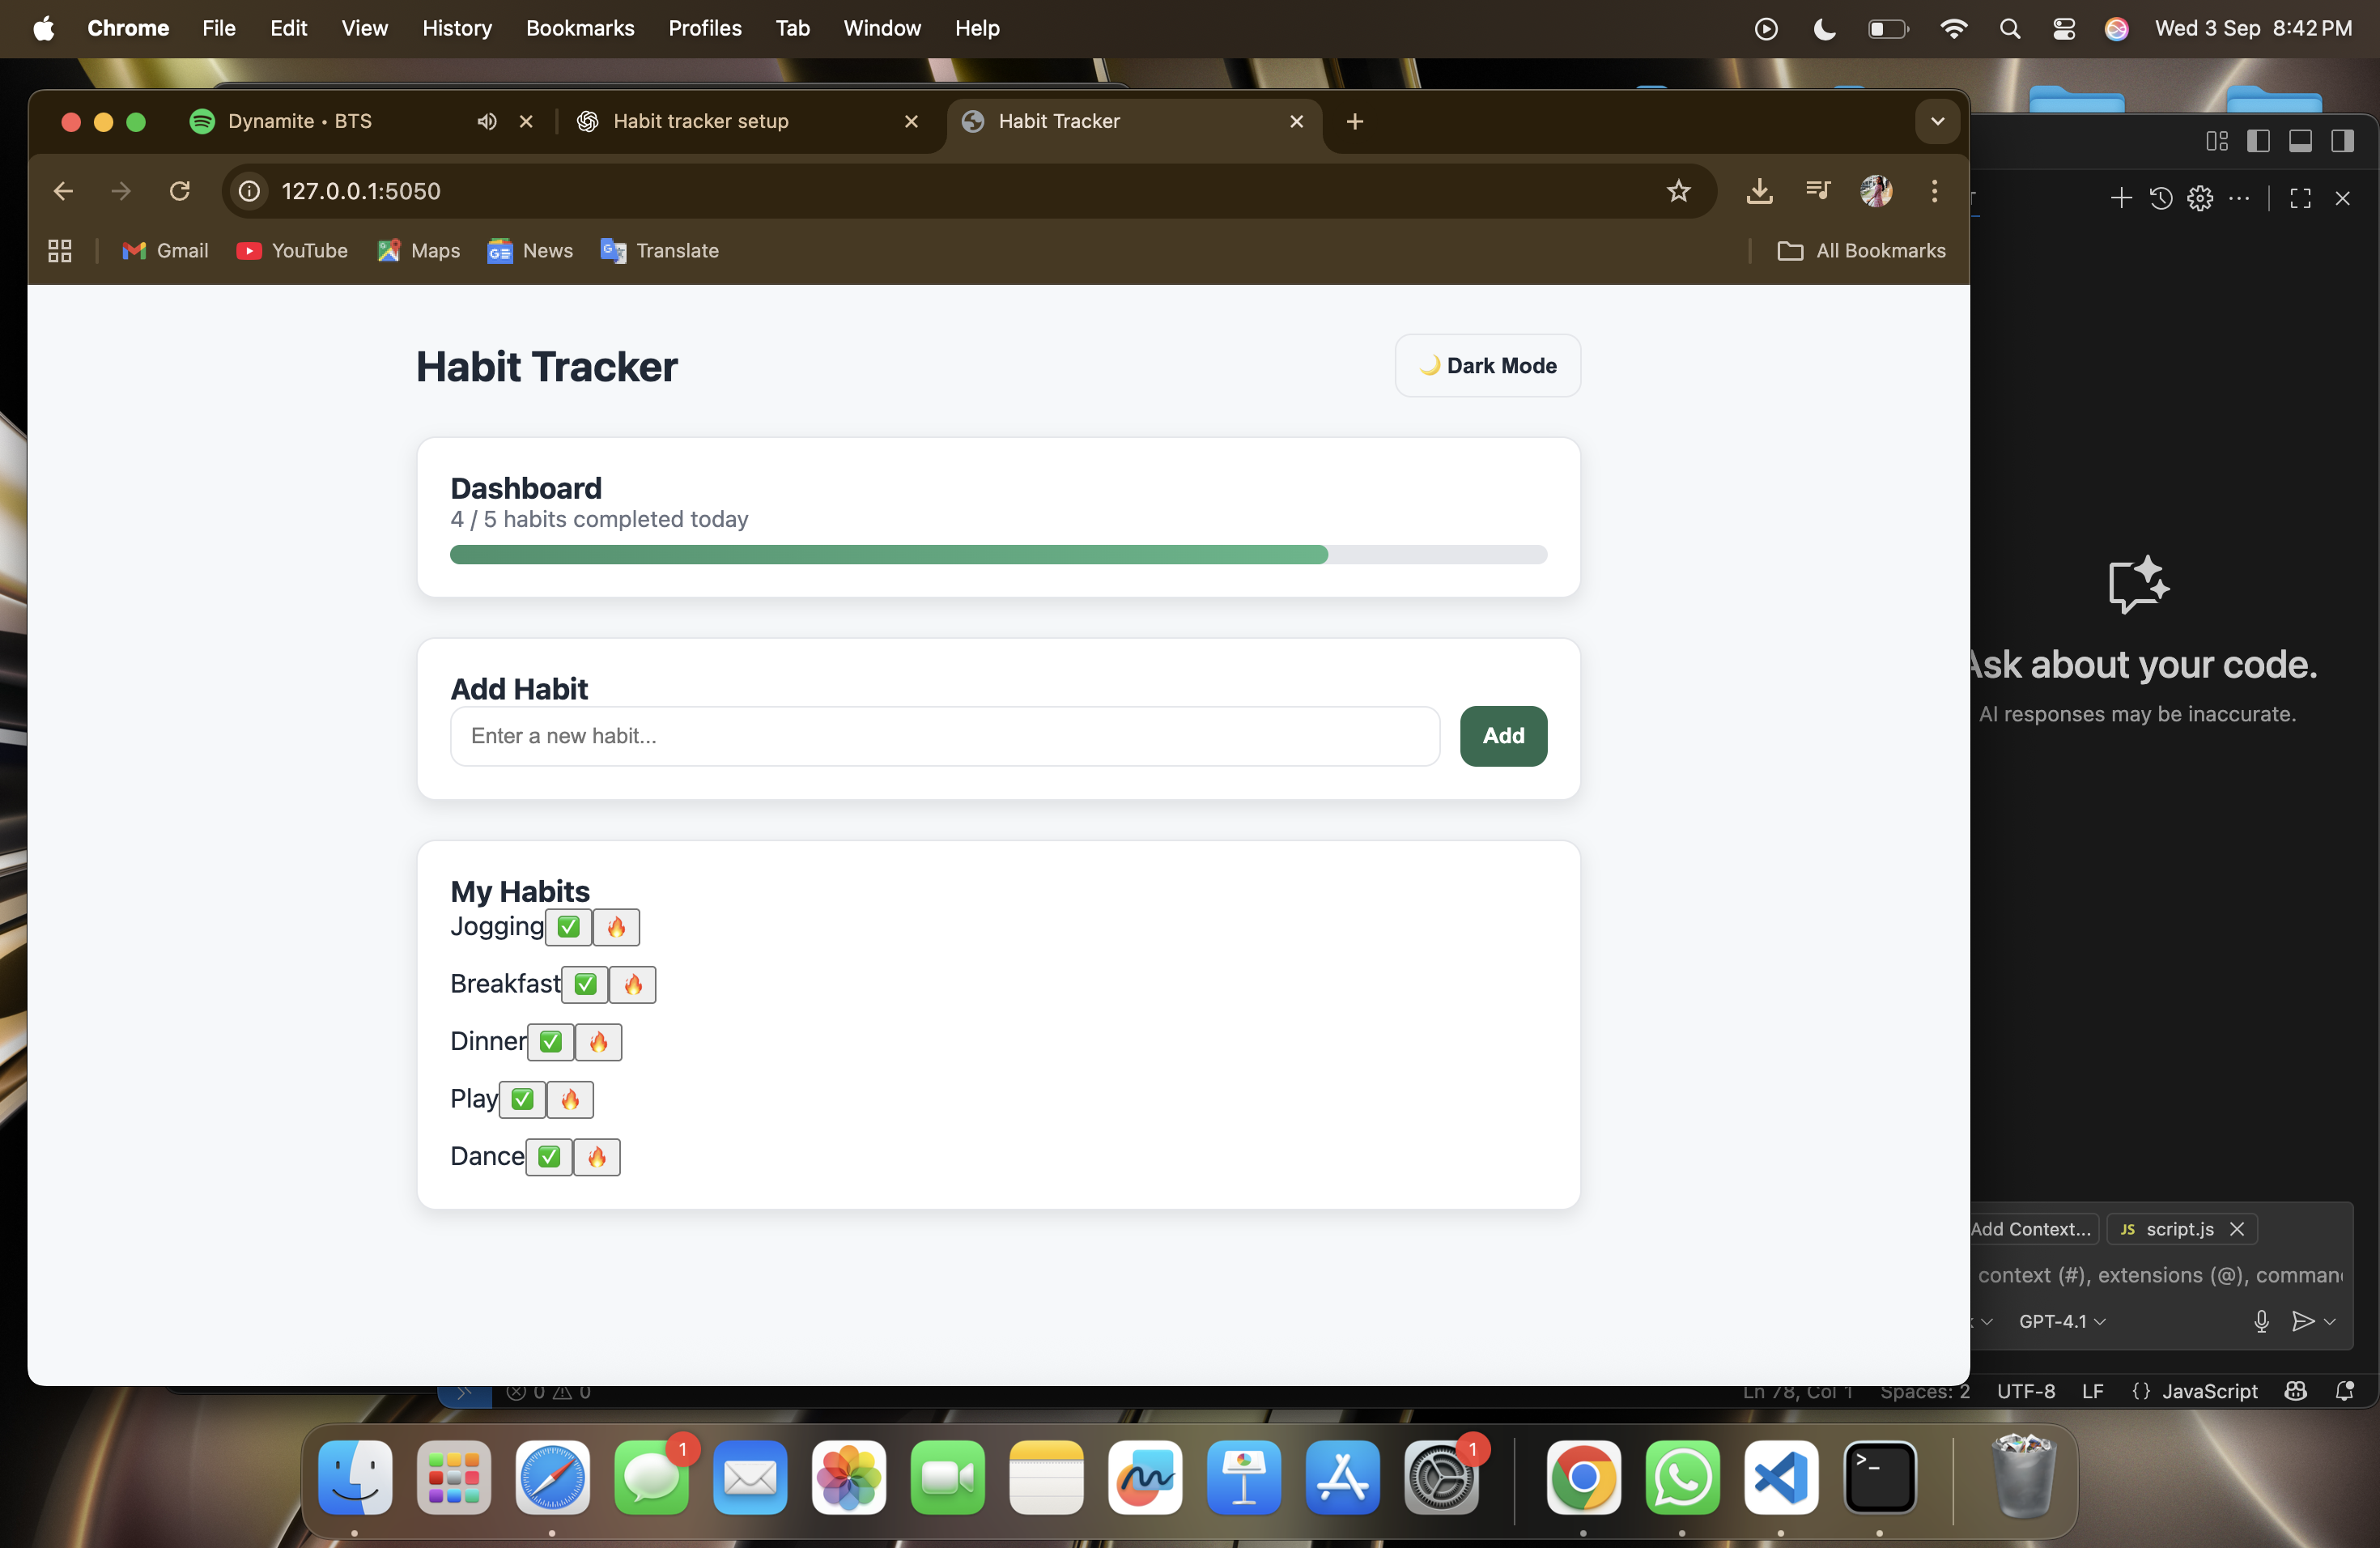 Chrome File Edit View History Bookmarks Profiles Tab Window Help Wed 3 Sep 8:42 PM
Dynamite • BTS Habit tracker setup Habit Tracker
127.0.0.1:5050
Gmail YouTube Maps News Translate All Bookmarks
Habit Tracker
🌙 Dark Mode
Dashboard
4 / 5 habits completed today
Add Habit
Enter a new habit...
Add
My Habits
Jogging ✅ 🔥
Breakfast ✅ 🔥
Dinner ✅ 🔥
Play ✅ 🔥
Dance ✅ 🔥
Ask about your code.
AI responses may be inaccurate.
Add Context... JS script.js
context (#), extensions (@), comman
GPT-4.1
0 0 Ln 78, Col 1 Spaces: 2 UTF-8 LF {} JavaScript
1
1